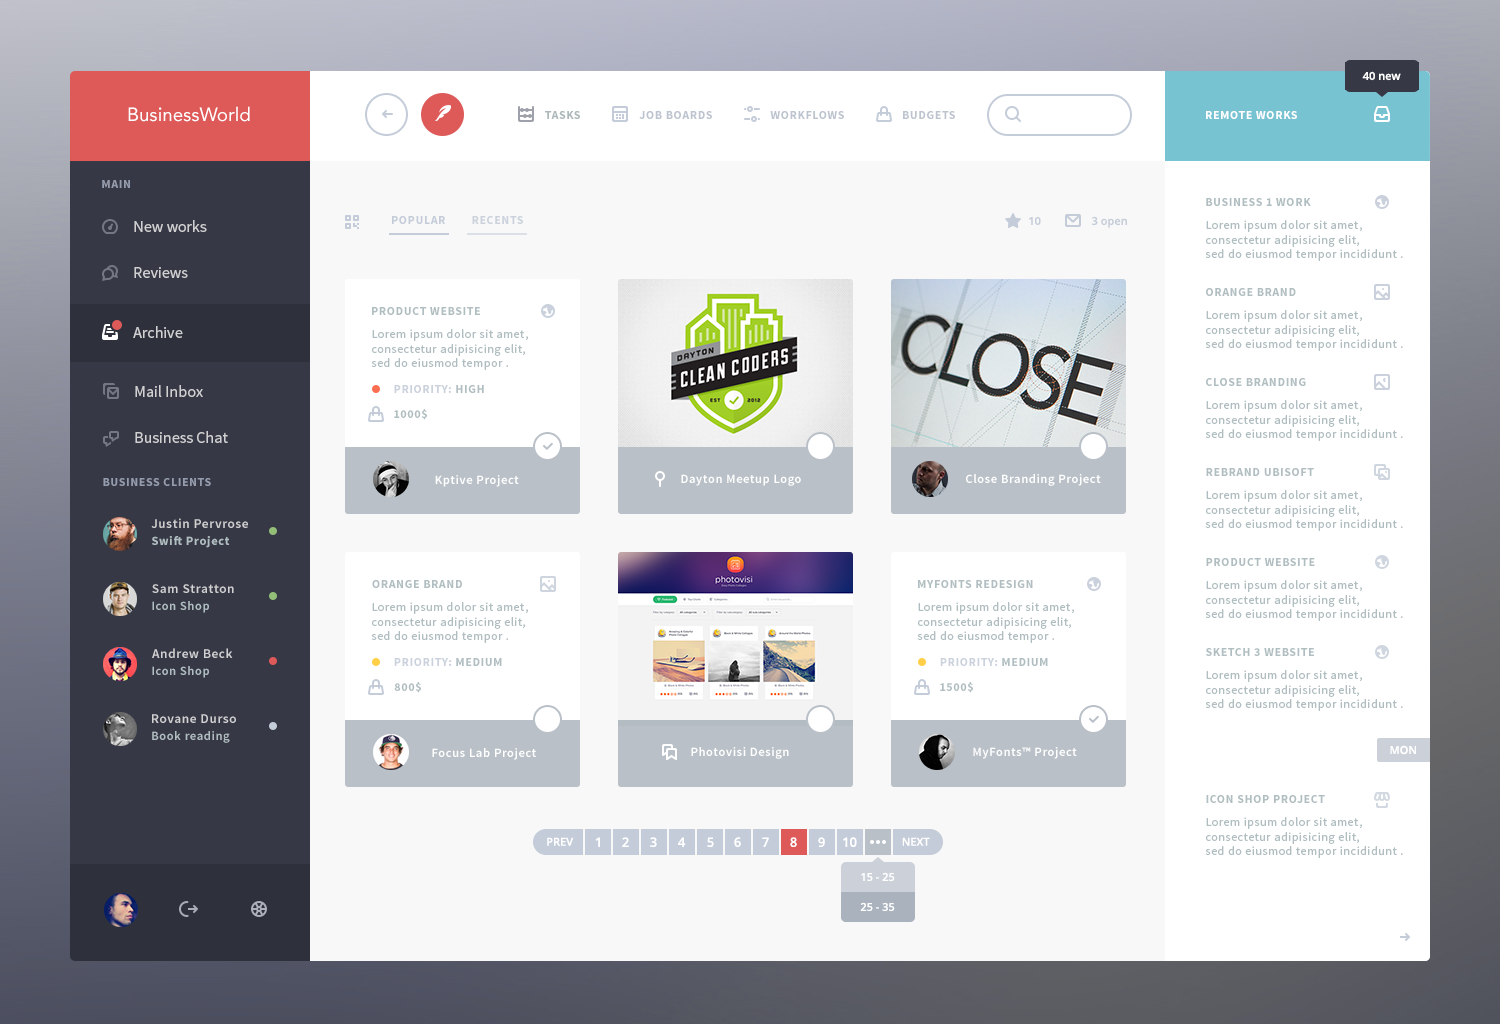 BusinessWorld
MAIN
New works
Reviews
Archive
Mail Inbox
Business Chat
BUSINESS CLIENTS
Justin Pervrose
Swift Project
Sam Stratton
Icon Shop
Andrew Beck
Icon Shop
Rovane Durso
Book reading
TASKS
JOB BOARDS
WORKFLOWS
BUDGETS
POPULAR
RECENTS
10
3 open
PRODUCT WEBSITE
Lorem ipsum dolor sit amet,
consectetur adipisicing elit,
sed do eiusmod tempor .
PRIORITY: HIGH
1000$
Kptive Project
DAYTON
CLEAN CODERS
EST 2012
Dayton Meetup Logo
CLOSE
Close Branding Project
ORANGE BRAND
Lorem ipsum dolor sit amet,
consectetur adipisicing elit,
sed do eiusmod tempor .
PRIORITY: MEDIUM
800$
Focus Lab Project
photovisi
Photovisi Design
MYFONTS REDESIGN
Lorem ipsum dolor sit amet,
consectetur adipisicing elit,
sed do eiusmod tempor .
PRIORITY: MEDIUM
1500$
MyFonts™ Project
PREV 1 2 3 4 5 6 7 8 9 10 ••• NEXT
15 - 25
25 - 35
40 new
REMOTE WORKS
BUSINESS 1 WORK
Lorem ipsum dolor sit amet,
consectetur adipisicing elit,
sed do eiusmod tempor incididunt .
ORANGE BRAND
Lorem ipsum dolor sit amet,
consectetur adipisicing elit,
sed do eiusmod tempor incididunt .
CLOSE BRANDING
Lorem ipsum dolor sit amet,
consectetur adipisicing elit,
sed do eiusmod tempor incididunt .
REBRAND UBISOFT
Lorem ipsum dolor sit amet,
consectetur adipisicing elit,
sed do eiusmod tempor incididunt .
PRODUCT WEBSITE
Lorem ipsum dolor sit amet,
consectetur adipisicing elit,
sed do eiusmod tempor incididunt .
SKETCH 3 WEBSITE
Lorem ipsum dolor sit amet,
consectetur adipisicing elit,
sed do eiusmod tempor incididunt .
MON
ICON SHOP PROJECT
Lorem ipsum dolor sit amet,
consectetur adipisicing elit,
sed do eiusmod tempor incididunt .